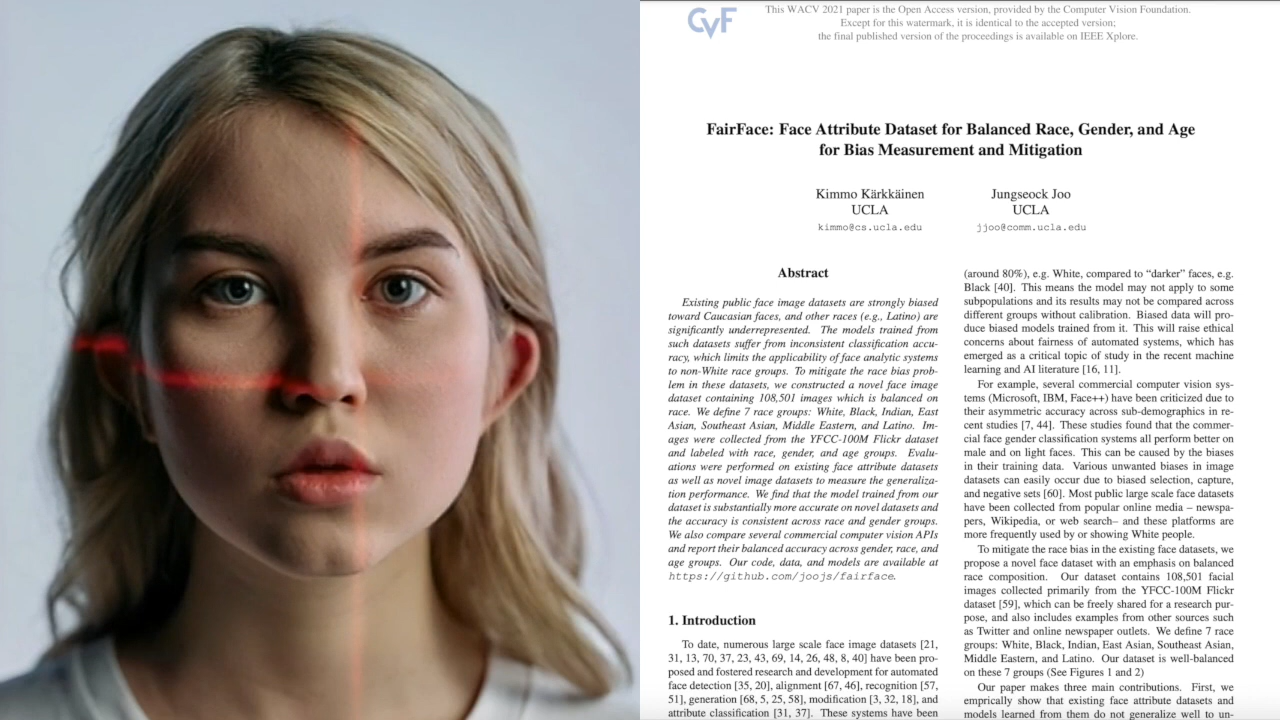 CVF
This WACV 2021 paper is the Open Access version, provided by the Computer Vision Foundation.
Except for this watermark, it is identical to the accepted version;
the final published version of the proceedings is available on IEEE Xplore.
FairFace: Face Attribute Dataset for Balanced Race, Gender, and Age
for Bias Measurement and Mitigation
Kimmo Kärkkäinen
UCLA
kimmo@cs.ucla.edu
Jungseock Joo
UCLA
jjoo@comm.ucla.edu
Abstract
Existing public face image datasets are strongly biased
toward Caucasian faces, and other races (e.g., Latino) are
significantly underrepresented. The models trained from
such datasets suffer from inconsistent classification accu-
racy, which limits the applicability of face analytic systems
to non-White race groups. To mitigate the race bias prob-
lem in these datasets, we constructed a novel face image
dataset containing 108,501 images which is balanced on
race. We define 7 race groups: White, Black, Indian, East
Asian, Southeast Asian, Middle Eastern, and Latino. Im-
ages were collected from the YFCC-100M Flickr dataset
and labeled with race, gender, and age groups. Evalu-
ations were performed on existing face attribute datasets
as well as novel image datasets to measure the generaliza-
tion performance. We find that the model trained from our
dataset is substantially more accurate on novel datasets and
the accuracy is consistent across race and gender groups.
We also compare several commercial computer vision APIs
and report their balanced accuracy across gender, race, and
age groups. Our code, data, and models are available at
https://github.com/joojs/fairface.
1. Introduction
To date, numerous large scale face image datasets [21,
31, 13, 70, 37, 23, 43, 69, 14, 26, 48, 8, 40] have been pro-
posed and fostered research and development for automated
face detection [35, 20], alignment [67, 46], recognition [57,
51], generation [68, 5, 25, 58], modification [3, 32, 18], and
attribute classification [31, 37]. These systems have been
(around 80%), e.g. White, compared to “darker” faces, e.g.
Black [40]. This means the model may not apply to some
subpopulations and its results may not be compared across
different groups without calibration. Biased data will pro-
duce biased models trained from it. This will raise ethical
concerns about fairness of automated systems, which has
emerged as a critical topic of study in the recent machine
learning and AI literature [16, 11].
For example, several commercial computer vision sys-
tems (Microsoft, IBM, Face++) have been criticized due to
their asymmetric accuracy across sub-demographics in re-
cent studies [7, 44]. These studies found that the commer-
cial face gender classification systems all perform better on
male and on light faces. This can be caused by the biases
in their training data. Various unwanted biases in image
datasets can easily occur due to biased selection, capture,
and negative sets [60]. Most public large scale face datasets
have been collected from popular online media – newspa-
pers, Wikipedia, or web search– and these platforms are
more frequently used by or showing White people.
To mitigate the race bias in the existing face datasets, we
propose a novel face dataset with an emphasis on balanced
race composition. Our dataset contains 108,501 facial
images collected primarily from the YFCC-100M Flickr
dataset [59], which can be freely shared for a research pur-
pose, and also includes examples from other sources such
as Twitter and online newspaper outlets. We define 7 race
groups: White, Black, Indian, East Asian, Southeast Asian,
Middle Eastern, and Latino. Our dataset is well-balanced
on these 7 groups (See Figures 1 and 2)
Our paper makes three main contributions. First, we
emprically show that existing face attribute datasets and
models learned from them do not generalize well to un-